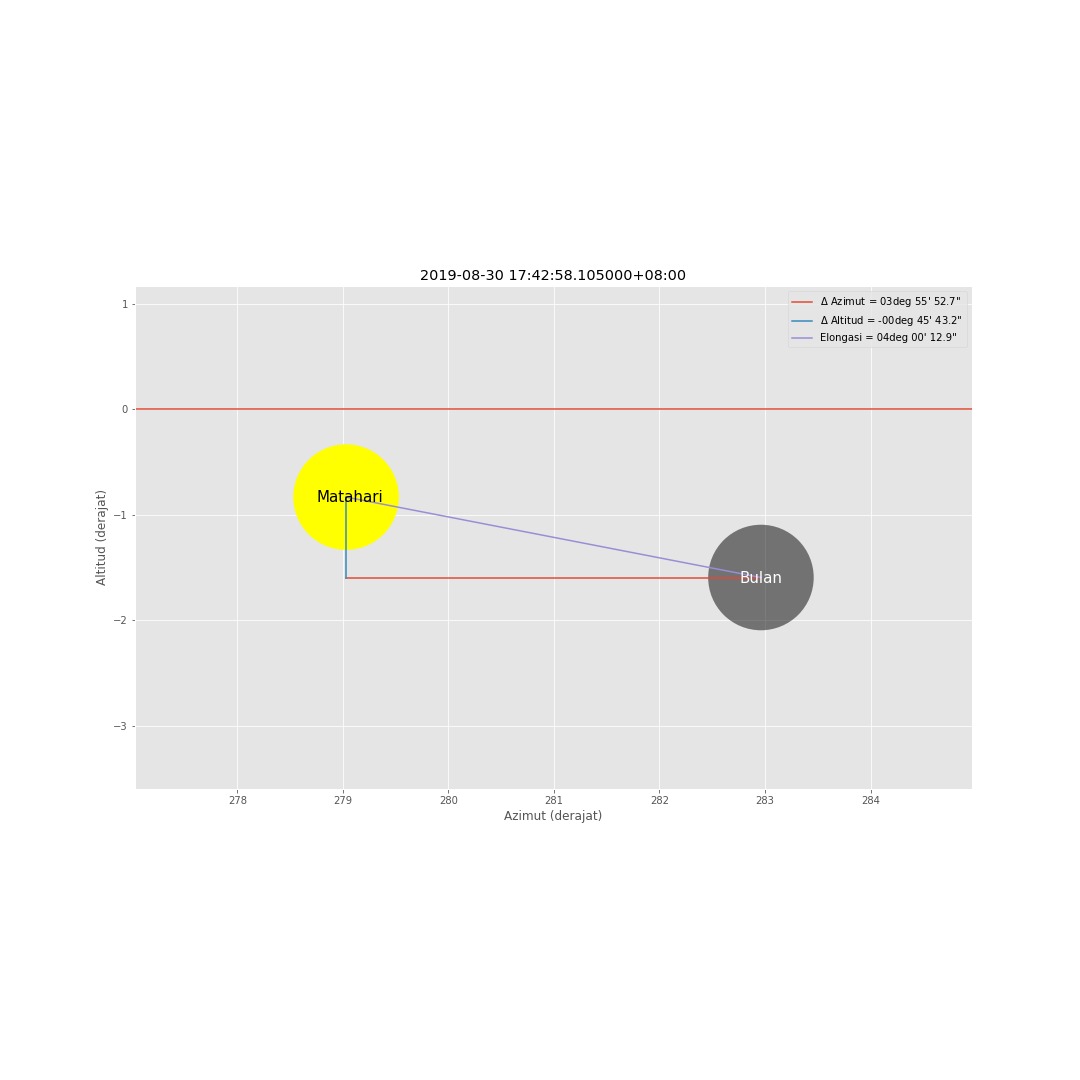 2019-08-30 17:42:58.105000+08:00
Δ Azimut = 03deg 55' 52.7"
Δ Altitud = -00deg 45' 43.2"
Elongasi = 04deg 00' 12.9"
1
0
−1
−2
−3
Altitud (derajat)
Matahari
Bulan
278 279 280 281 282 283 284
Azimut (derajat)